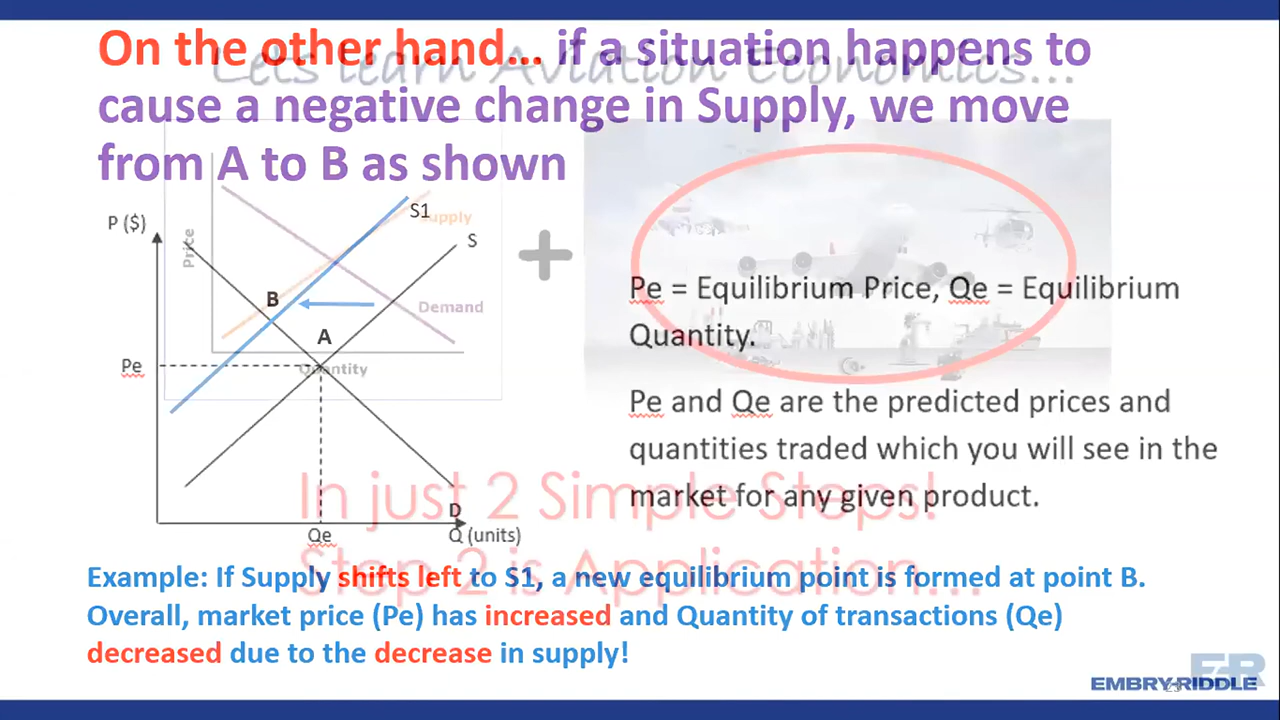 On the other hand... if a situation happens to
Lets learn Aviation Economics...
cause a negative change in Supply, we move
from A to B as shown
P ($)
S1
Supply
S
Price
B
Demand
A
Pe
Quantity
D
Qe
Q (units)
+
Pe = Equilibrium Price, Qe = Equilibrium
Quantity.
Pe and Qe are the predicted prices and
quantities traded which you will see in the
market for any given product.
In just 2 Simple Steps!
Step 2 is Application...
Example: If Supply shifts left to S1, a new equilibrium point is formed at point B.
Overall, market price (Pe) has increased and Quantity of transactions (Qe)
decreased due to the decrease in supply!
EMBRY-RIDDLE